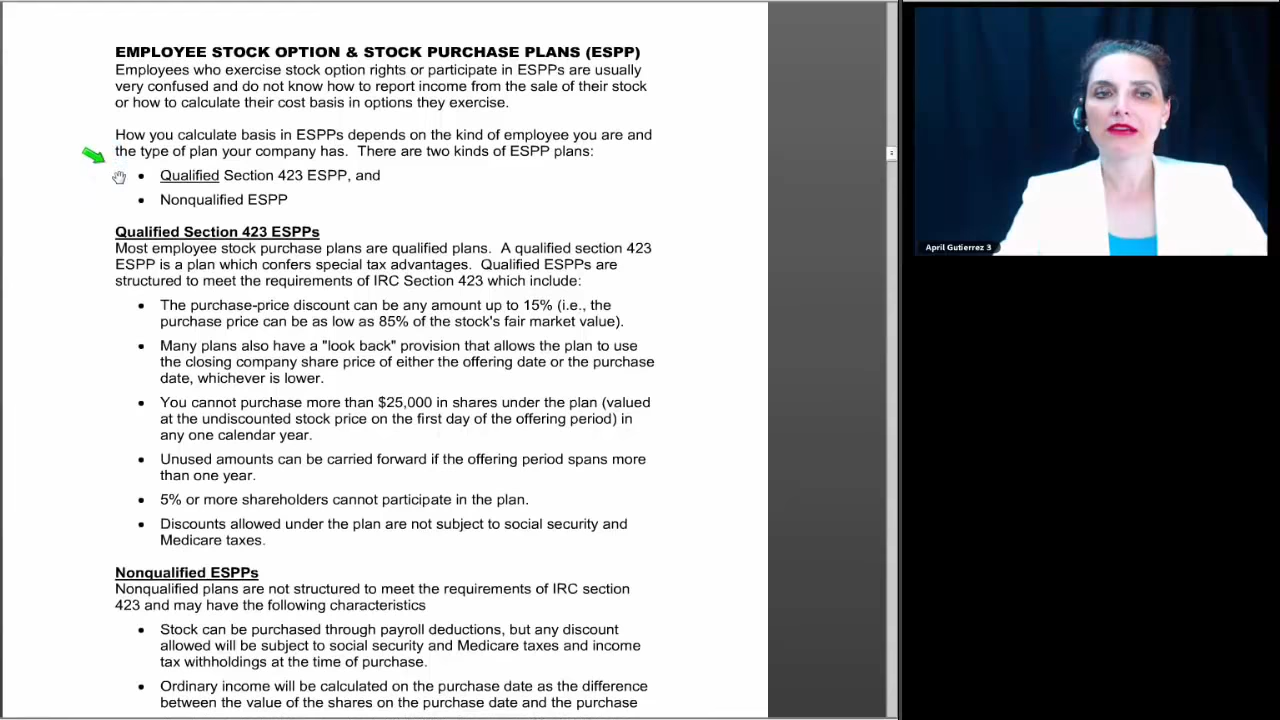 EMPLOYEE STOCK OPTION & STOCK PURCHASE PLANS (ESPP)
Employees who exercise stock option rights or participate in ESPPs are usually
very confused and do not know how to report income from the sale of their stock
or how to calculate their cost basis in options they exercise.
How you calculate basis in ESPPs depends on the kind of employee you are and
the type of plan your company has. There are two kinds of ESPP plans:
• Qualified Section 423 ESPP, and
• Nonqualified ESPP
Qualified Section 423 ESPPs
Most employee stock purchase plans are qualified plans. A qualified section 423
ESPP is a plan which confers special tax advantages. Qualified ESPPs are
structured to meet the requirements of IRC Section 423 which include:
• The purchase-price discount can be any amount up to 15% (i.e., the
purchase price can be as low as 85% of the stock's fair market value).
• Many plans also have a "look back" provision that allows the plan to use
the closing company share price of either the offering date or the purchase
date, whichever is lower.
• You cannot purchase more than $25,000 in shares under the plan (valued
at the undiscounted stock price on the first day of the offering period) in
any one calendar year.
• Unused amounts can be carried forward if the offering period spans more
than one year.
• 5% or more shareholders cannot participate in the plan.
• Discounts allowed under the plan are not subject to social security and
Medicare taxes.
Nonqualified ESPPs
Nonqualified plans are not structured to meet the requirements of IRC section
423 and may have the following characteristics
• Stock can be purchased through payroll deductions, but any discount
allowed will be subject to social security and Medicare taxes and income
tax withholdings at the time of purchase.
• Ordinary income will be calculated on the purchase date as the difference
between the value of the shares on the purchase date and the purchase
April Gutierrez 3